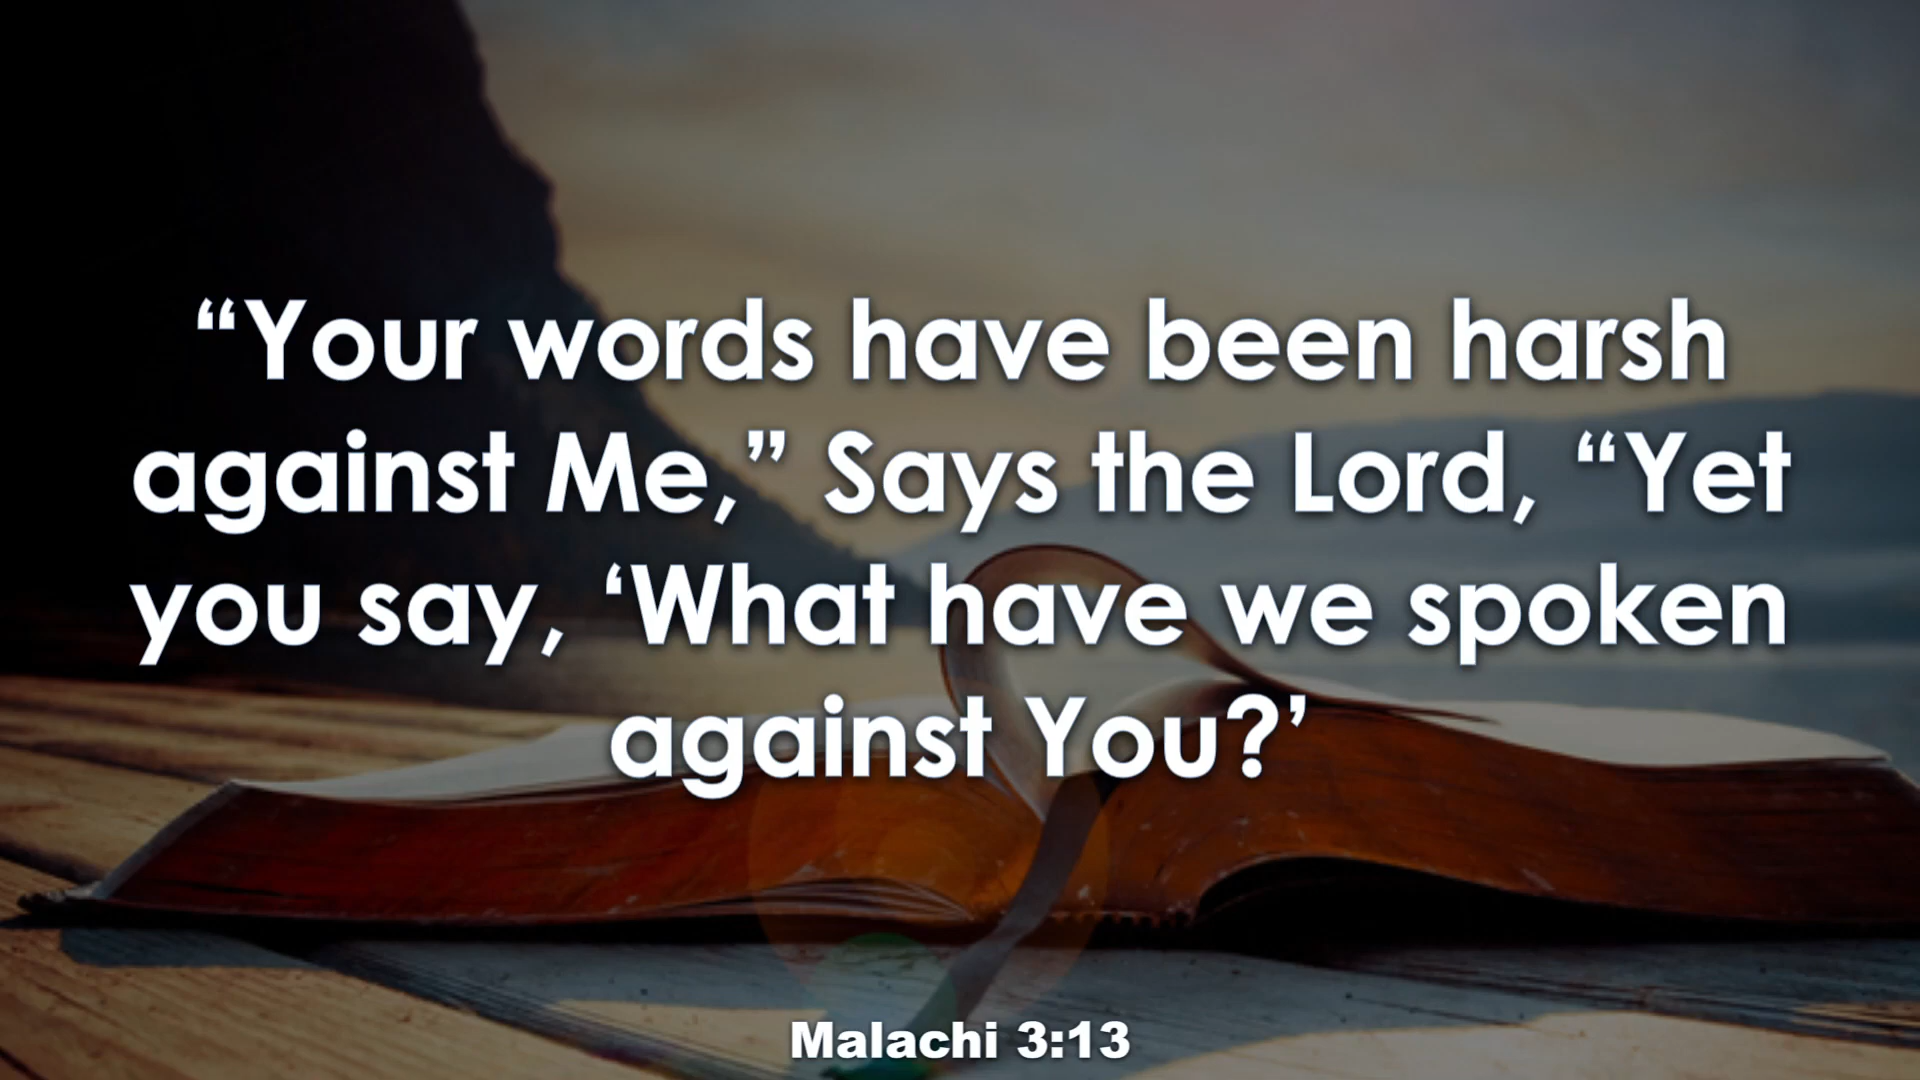 “Your words have been harsh
against Me,” Says the Lord, “Yet
you say, ‘What have we spoken
against You?’
Malachi 3:13